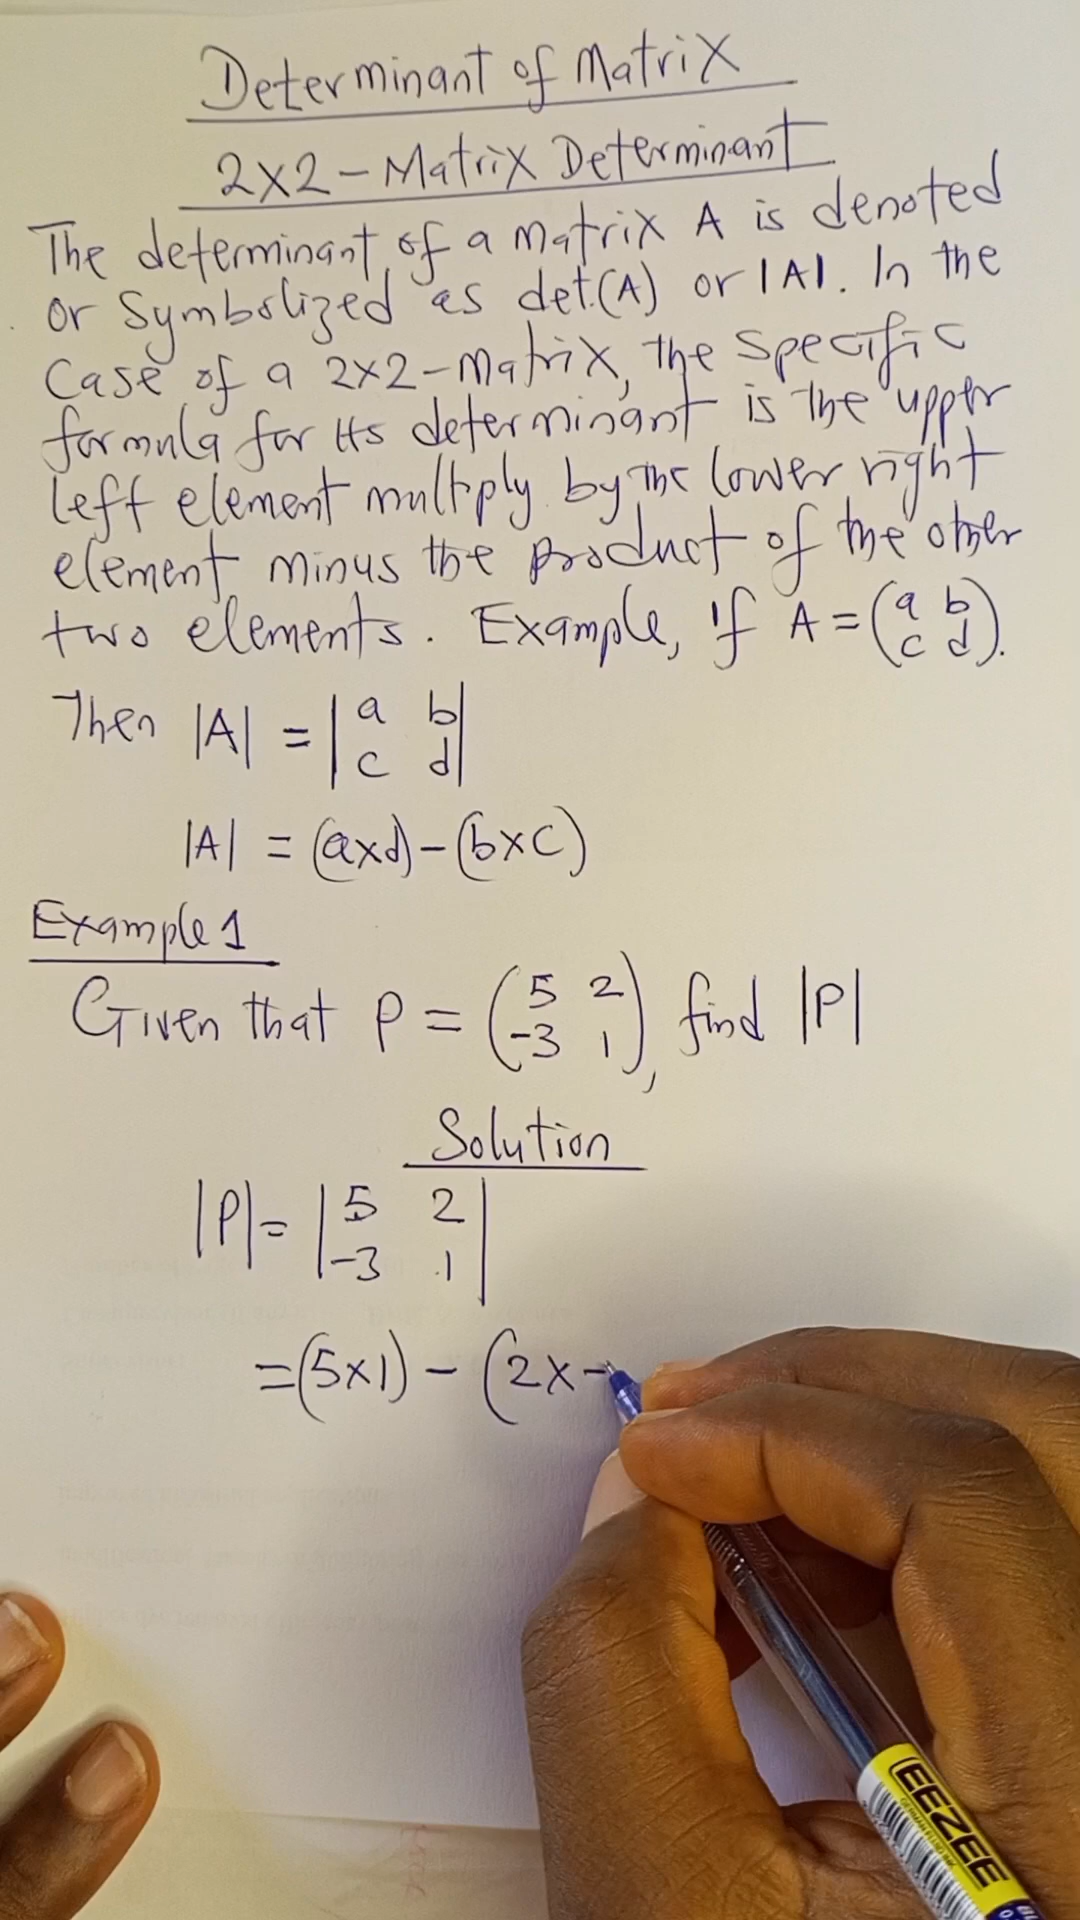 Determinant of Matrix
2x2-Matrix Determinant
The determinant of a matrix A is denoted
or symbolized as det.(A) or |A|. In the
Case of a 2x2-matrix, the specific
formula for its determinant is the upper
left element multiply by the lower right
element minus the product of the other
two elements. Example, if A = (a b
c d).
Then |A| = |a b|
|c d|
|A| = (axd)-(bxc)
Example 1
Given that P = (5 2
-3 1), find |P|
Solution
|P| = |5 2|
|-3 1|
=(5x1) - (2x-
EEZEE